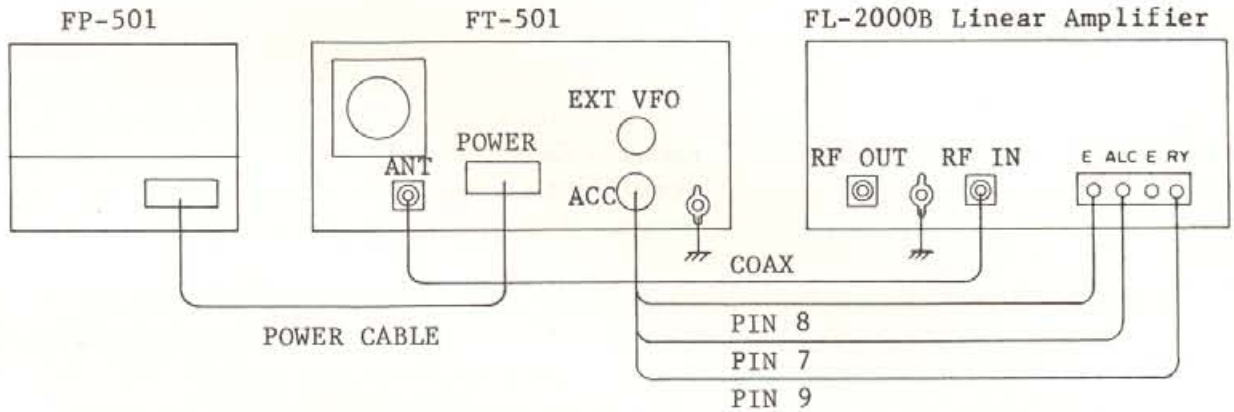 FP-501
FT-501
FL-2000B Linear Amplifier
EXT VFO
POWER
ANT
ACC
RF OUT
RF IN
E ALC E RY
COAX
POWER CABLE
PIN 8
PIN 7
PIN 9